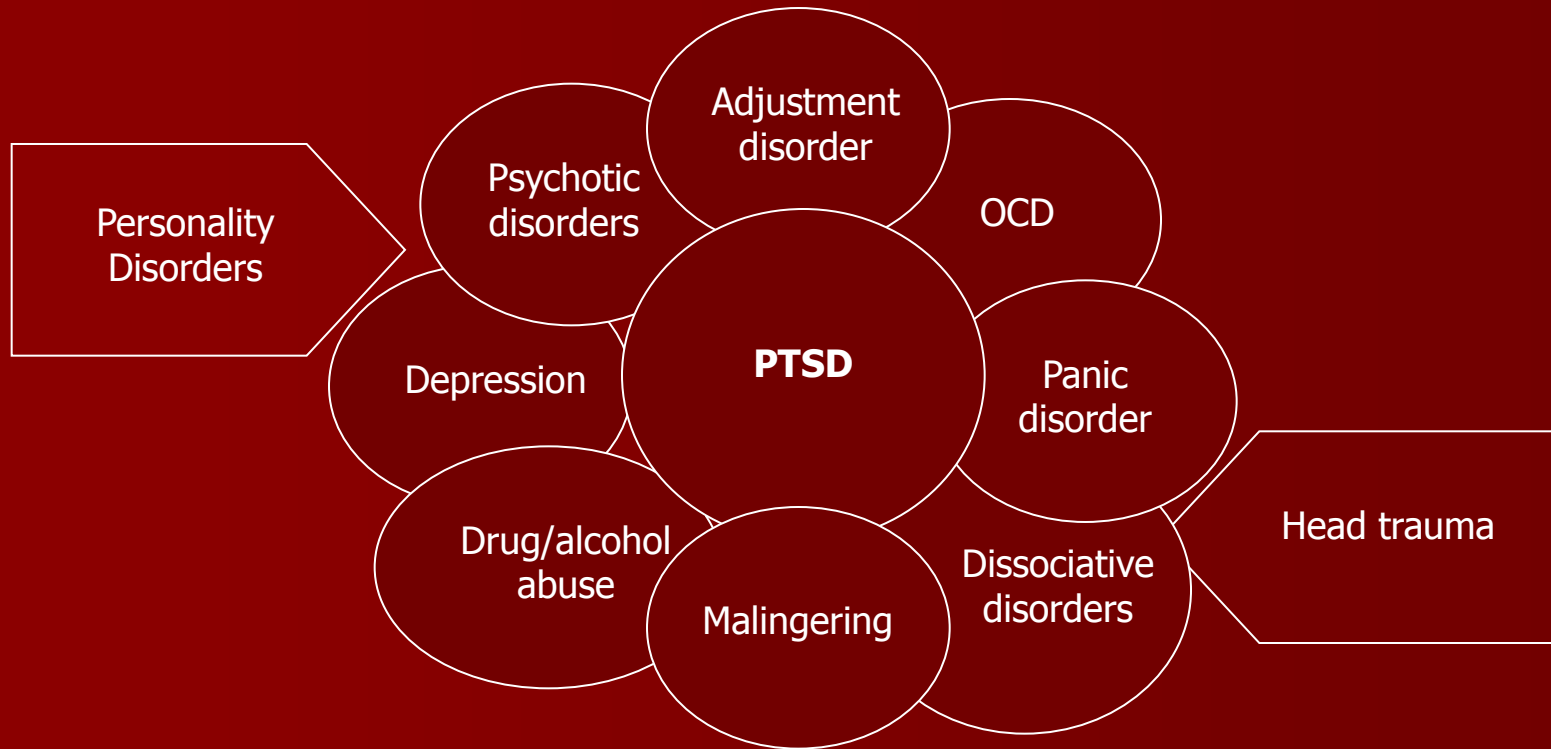 Adjustment
disorder
Psychotic
disorders
OCD
Personality
Disorders
Depression
PTSD
Panic
disorder
Drug/alcohol
abuse
Malingering
Dissociative
disorders
Head trauma